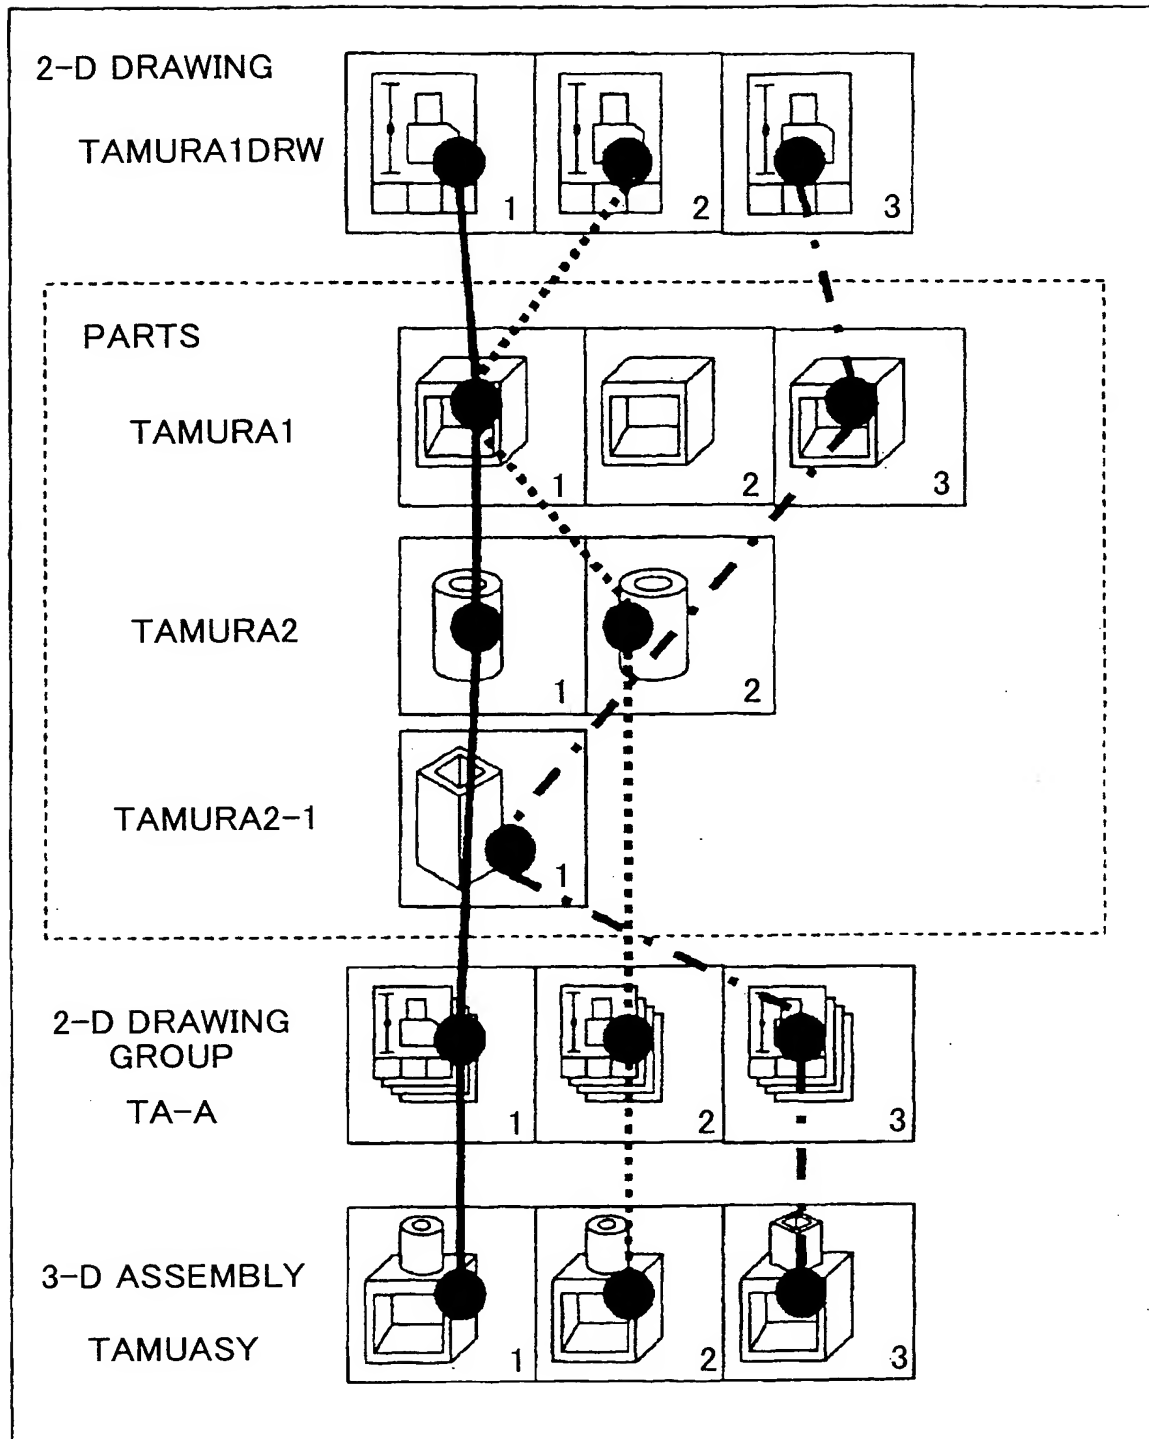 2-D DRAWING
TAMURA1DRW
1 2 3
PARTS
TAMURA1
1 2 3
TAMURA2
1 2
TAMURA2-1
1
2-D DRAWING
GROUP
TA-A
1 2 3
3-D ASSEMBLY
TAMUASY
1 2 3